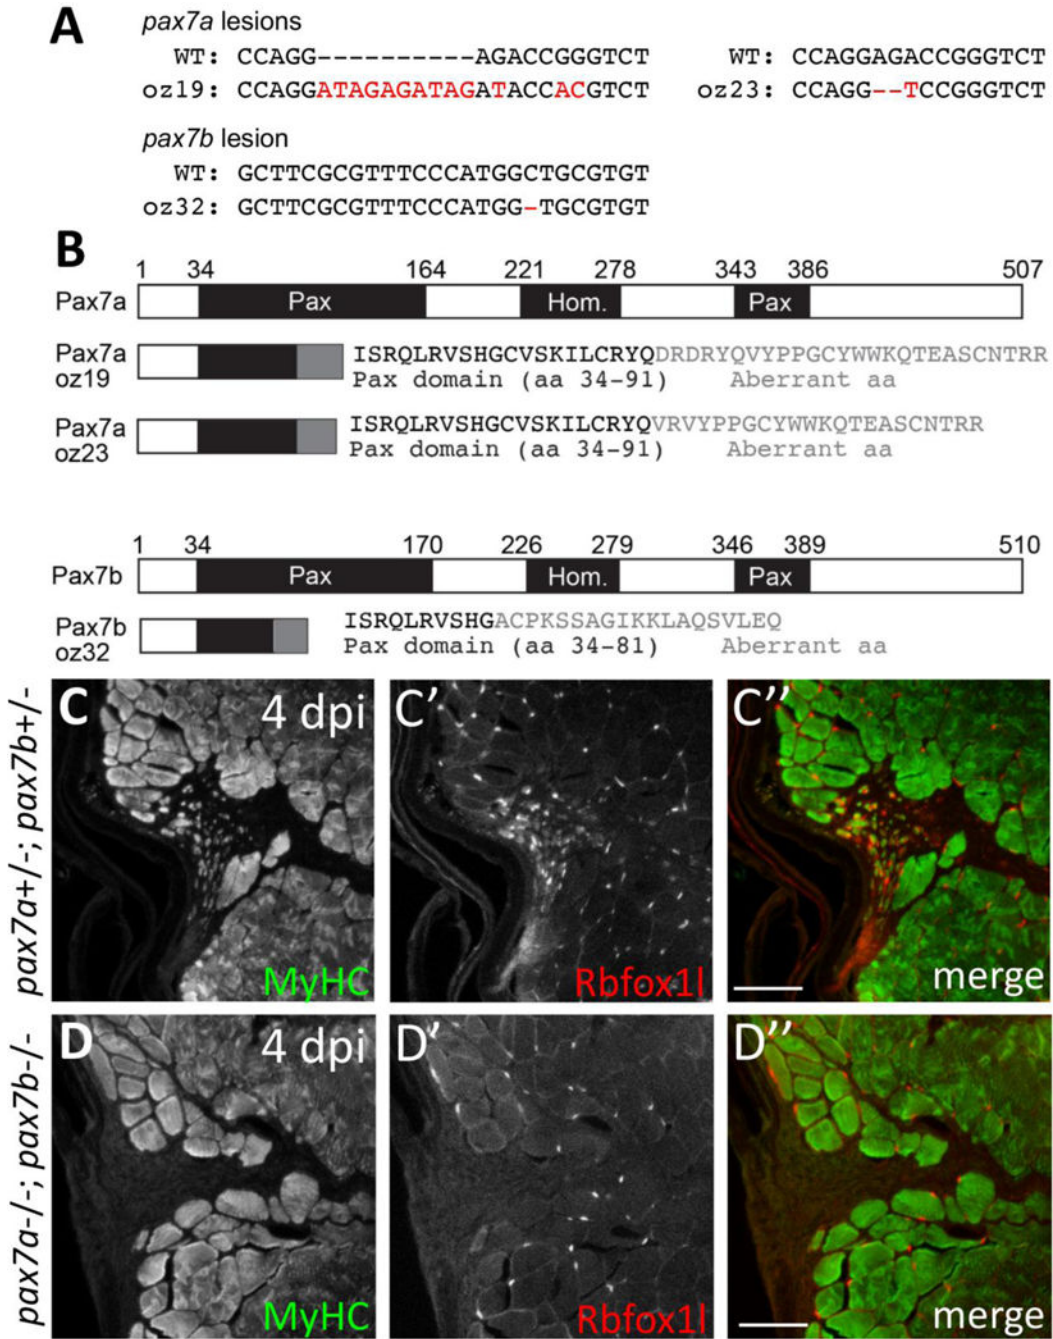 A
pax7a lesions
WT: CCAGG----------AGACCGGGTCT
oz19: CCAGGATAGAGATAGATACCACGTCT
WT: CCAGGAGACCGGGTCT
oz23: CCAGG--TCCGGGTCT
pax7b lesion
WT: GCTTCGCGTTTCCCATGGCTGCGTGT
oz32: GCTTCGCGTTTCCCATGG-TGCGTGT
B
1 34 164 221 278 343 386 507
Pax7a Pax Hom. Pax
Pax7a oz19
ISRQLRVSHGCVSKILCRYQDRDRYQVYPPGCYWWKQTEASCNTRR
Pax domain (aa 34-91) Aberrant aa
Pax7a oz23
ISRQLRVSHGCVSKILCRYQVRVYPPGCYWWKQTEASCNTRR
Pax domain (aa 34-91) Aberrant aa
1 34 170 226 279 346 389 510
Pax7b Pax Hom. Pax
Pax7b oz32
ISRQLRVSHGACPKSSAGIKKLAQSVLEQ
Pax domain (aa 34-81) Aberrant aa
pax7a+/-; pax7b+/-
C 4 dpi MyHC
C' Rbfox1l
C'' merge
pax7a-/-; pax7b-/-
D 4 dpi MyHC
D' Rbfox1l
D'' merge